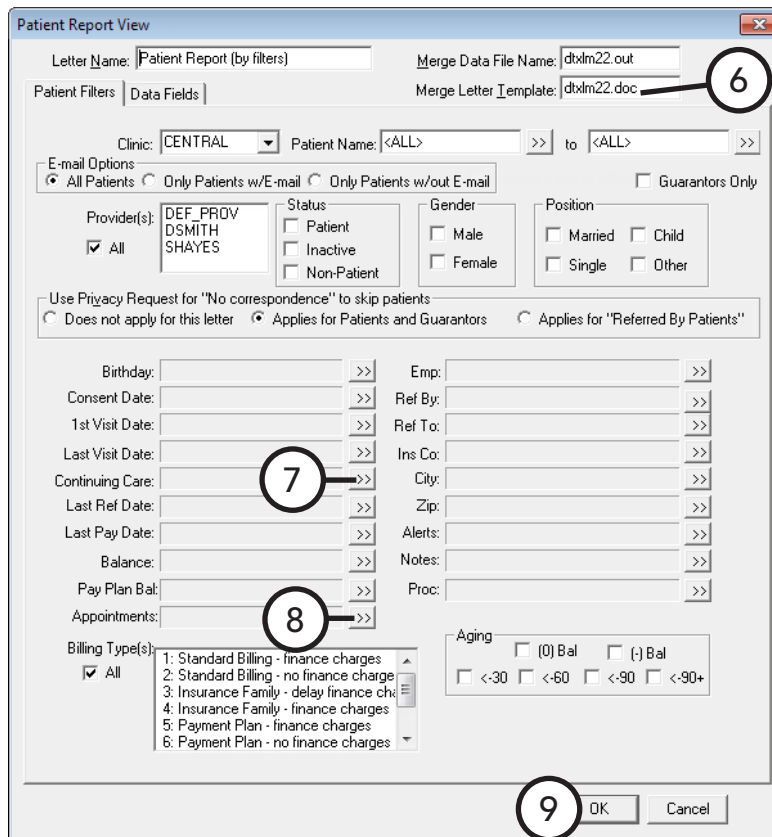 Patient Report View
Letter Name: Patient Report (by filters) Merge Data File Name: dtxlm22.out
Merge Letter Template: dtxlm22.doc 6
Patient Filters Data Fields
Clinic: CENTRAL Patient Name: <ALL> >> to <ALL> >>
E-mail Options
All Patients Only Patients w/E-mail Only Patients w/out E-mail Guarantors Only
Provider(s): DEF_PROV Status Gender Position
All DSMITH Patient Male Married Child
SHAYES Inactive Female Single Other
Non-Patient
Use Privacy Request for "No correspondence" to skip patients
Does not apply for this letter Applies for Patients and Guarantors Applies for "Referred By Patients"
Birthday: >> Emp: >>
Consent Date: >> Ref By: >>
1st Visit Date: >> Ref To: >>
Last Visit Date: >> Ins Co: >>
Continuing Care: 7 >> City: >>
Last Ref Date: >> Zip: >>
Last Pay Date: >> Alerts: >>
Balance: >> Notes: >>
Pay Plan Bal: >> Proc: >>
Appointments: 8 >>
Billing Type(s): Aging
All 1: Standard Billing - finance charges (0) Bal (-) Bal
2: Standard Billing - no finance charge <-30 <-60 <-90 <-90+
3: Insurance Family - delay finance cha
4: Insurance Family - finance charges
5: Payment Plan - finance charges
6: Payment Plan - no finance charges
9 OK Cancel